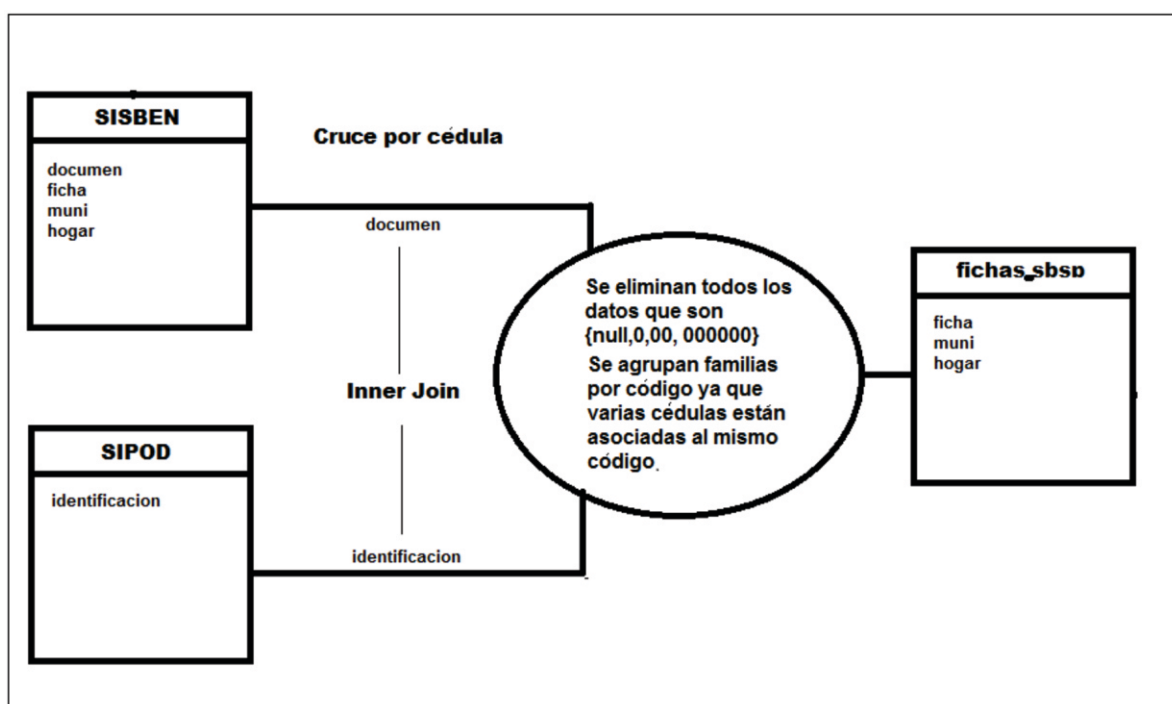 SISBEN
documen
ficha
muni
hogar
Cruce por cédula
documen
Inner Join
identificacion
SIPOD
identificacion
Se eliminan todos los
datos que son
{null,0,00, 000000}
Se agrupan familias
por código ya que
varias cédulas están
asociadas al mismo
código.
fichas_sbsp
ficha
muni
hogar